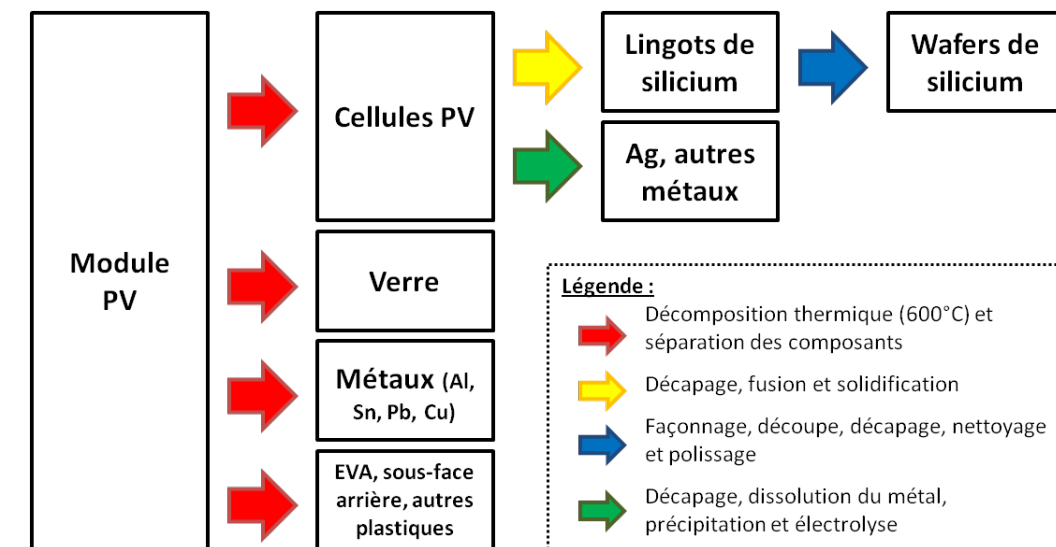 Module
PV
Cellules PV
Lingots de
silicium
Wafers de
silicium
Ag, autres
métaux
Verre
Métaux (Al,
Sn, Pb, Cu)
EVA, sous-face
arrière, autres
plastiques
Légende :
Décomposition thermique (600°C) et
séparation des composants
Décapage, fusion et solidification
Façonnage, découpe, décapage, nettoyage
et polissage
Décapage, dissolution du métal,
précipitation et électrolyse